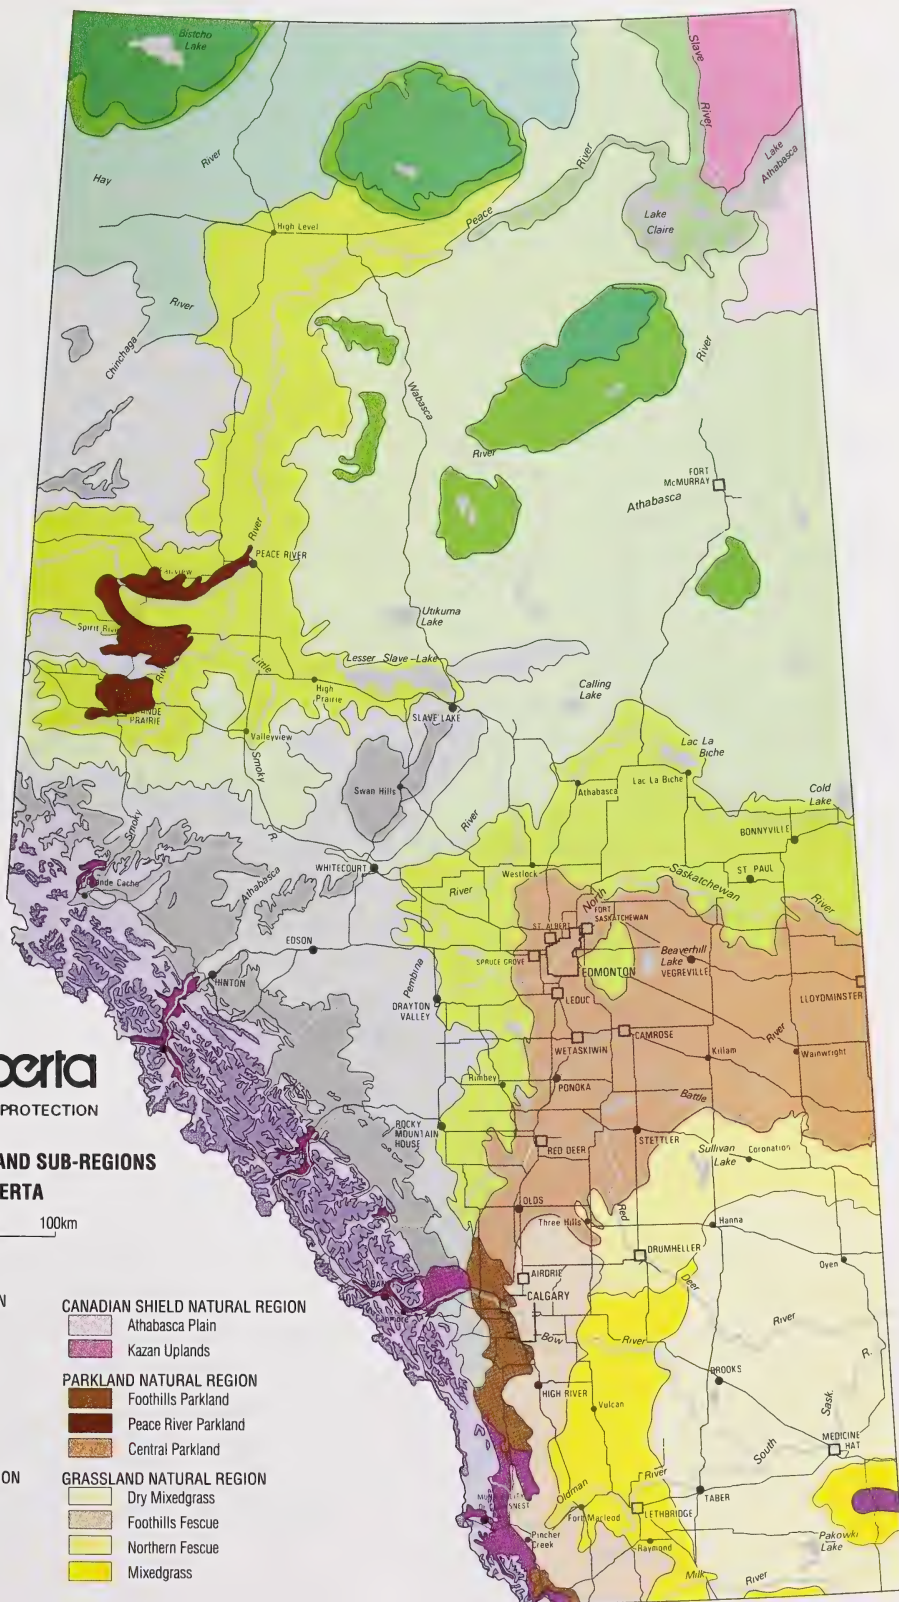 Bistcho
Lake
Slave
River
Lake
Athabasca
Hay
River
River
Peace
Lake
Claire
High Level
River
Chinchaga
River
Wabasca
River
FORT
McMURRAY
Athabasca
River
PEACE RIVER
Utikuma
Lake
Spirit
Little
Lesser Slave Lake
High
Prairie
Calling
Lake
PRAIRIE
SLAVE LAKE
Valleyview
Smoky
R.
Lac La
Biche
Swan Hills
Athabasca
Lac La Biche
Cold
Lake
Smoky
River
BONNYVILLE
WHITECOURT
Westlock
ST. PAUL
Grande Cache
Athabasca
River
North
Saskatchewan
River
FORT
SASKATCHEWAN
ST. ALBERT
EDSON
SPRUCE GROVE
Beaverhill
Lake
VEGREVILLE
EDMONTON
HINTON
Pembina
LEDUC
LLOYDMINSTER
DRAYTON
VALLEY
WETASKIWIN
CAMROSE
River
Killam
Wainwright
berta
PROTECTION
Rimbey
PONOKA
Battle
ROCKY
MOUNTAIN
HOUSE
STETTLER
RED DEER
Sullivan
Lake
Coronation
AND SUB-REGIONS
ERTA
100km
OLDS
Three Hills
Red
Hanna
DRUMHELLER
Oyen
AIRDRIE
Deer
CALGARY
River
Canmore
Bow
River
R.
BROOKS
HIGH RIVER
Vulcan
Sask.
MEDICINE
HAT
South
River
Oldman
TABER
Fort Macleod
LETHBRIDGE
Pincher
Creek
Raymond
Pakowki
Lake
Milk
River
N
CANADIAN SHIELD NATURAL REGION
Athabasca Plain
Kazan Uplands
PARKLAND NATURAL REGION
Foothills Parkland
Peace River Parkland
Central Parkland
ON
GRASSLAND NATURAL REGION
Dry Mixedgrass
Foothills Fescue
Northern Fescue
Mixedgrass